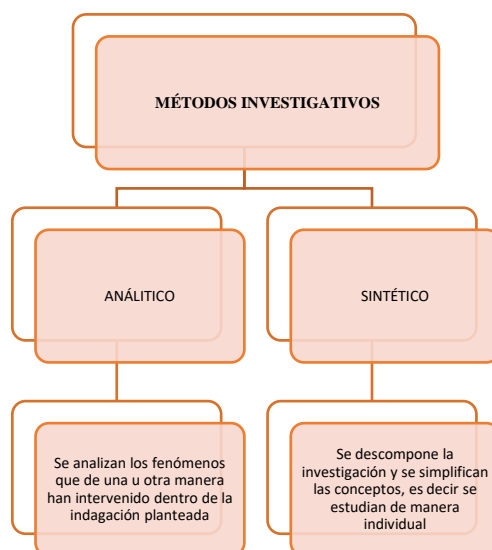 MÉTODOS INVESTIGATIVOS
ANÁLITICO
SINTÉTICO
Se analizan los fenómenos
que de una u otra manera
han intervenido dentro de la
indagación planteada
Se descompone la
investigación y se simplifican
las conceptos, es decir se
estudian de manera
individual